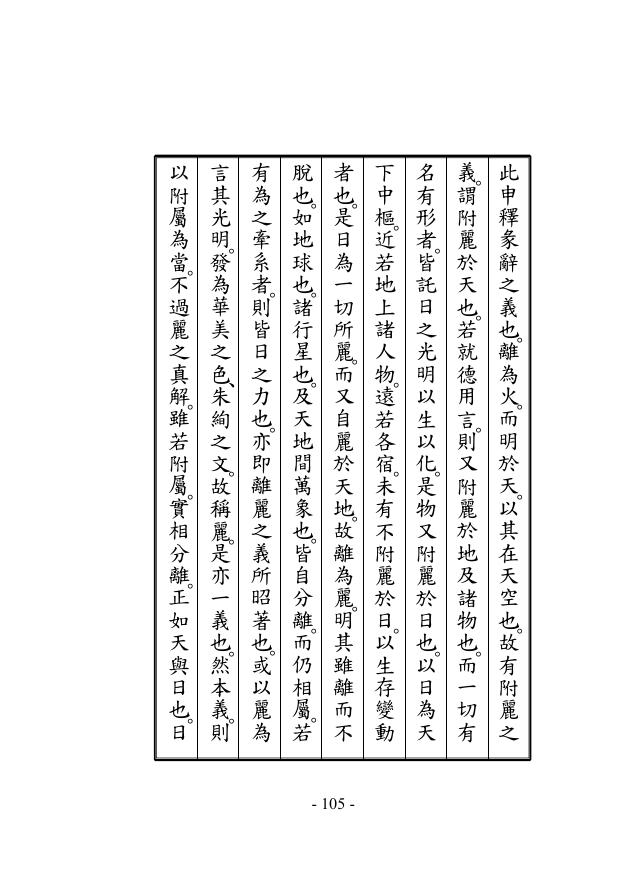 此申釋象辭之義也。離為火。而明於天。以其在天空也。故有附麗之
義。謂附麗於天也。若就德用言。則又附麗於地及諸物也。而一切有
名有形者。皆託日之光明以生以化。是物又附麗於日也。以日為天
下中樞。近若地上諸人物。遠若各宿。未有不附麗於日。以生存變動
者也。是日為一切所麗。而又自麗於天地。故離為麗。明其雖離而不
脫也。如地球也。諸行星也。及天地間萬象也。皆自分離。而仍相屬。若
有為之牽系者。則皆日之力也。亦即離麗之義所昭著也。或以麗為
言其光明。發為華美之色、朱絢之文。故稱麗。是亦一義也。然本義。則
以附屬為當。不過麗之真解。雖若附屬。實相分離。正如天與日也。日
- 105 -